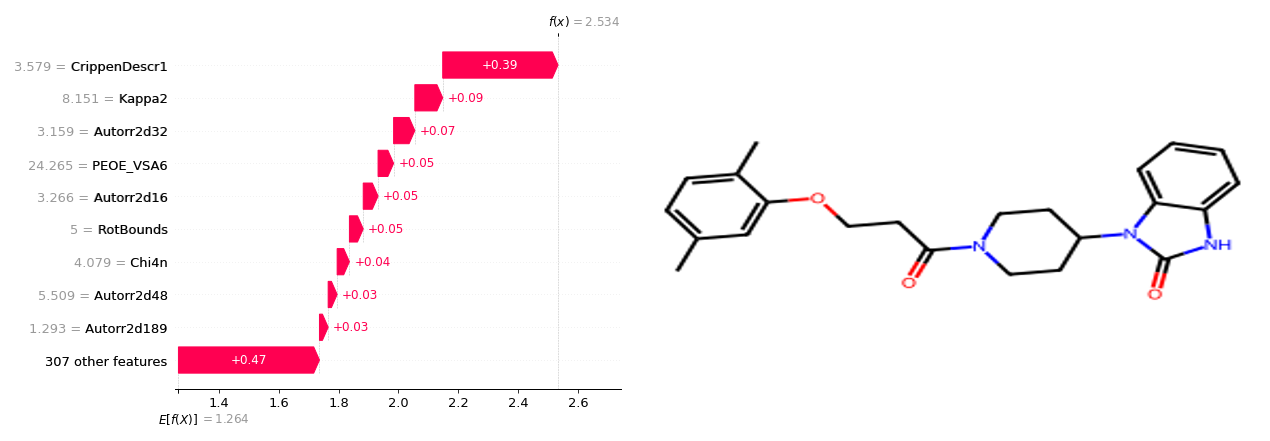 f(x) = 2.534
3.579 = CrippenDescr1 +0.39
8.151 = Kappa2 +0.09
3.159 = Autorr2d32 +0.07
24.265 = PEOE_VSA6 +0.05
3.266 = Autorr2d16 +0.05
5 = RotBounds +0.05
4.079 = Chi4n +0.04
5.509 = Autorr2d48 +0.03
1.293 = Autorr2d189 +0.03
307 other features +0.47
1.4 1.6 1.8 2.0 2.2 2.4 2.6
E[f(X)] = 1.264
O
N
O
N
NH
O